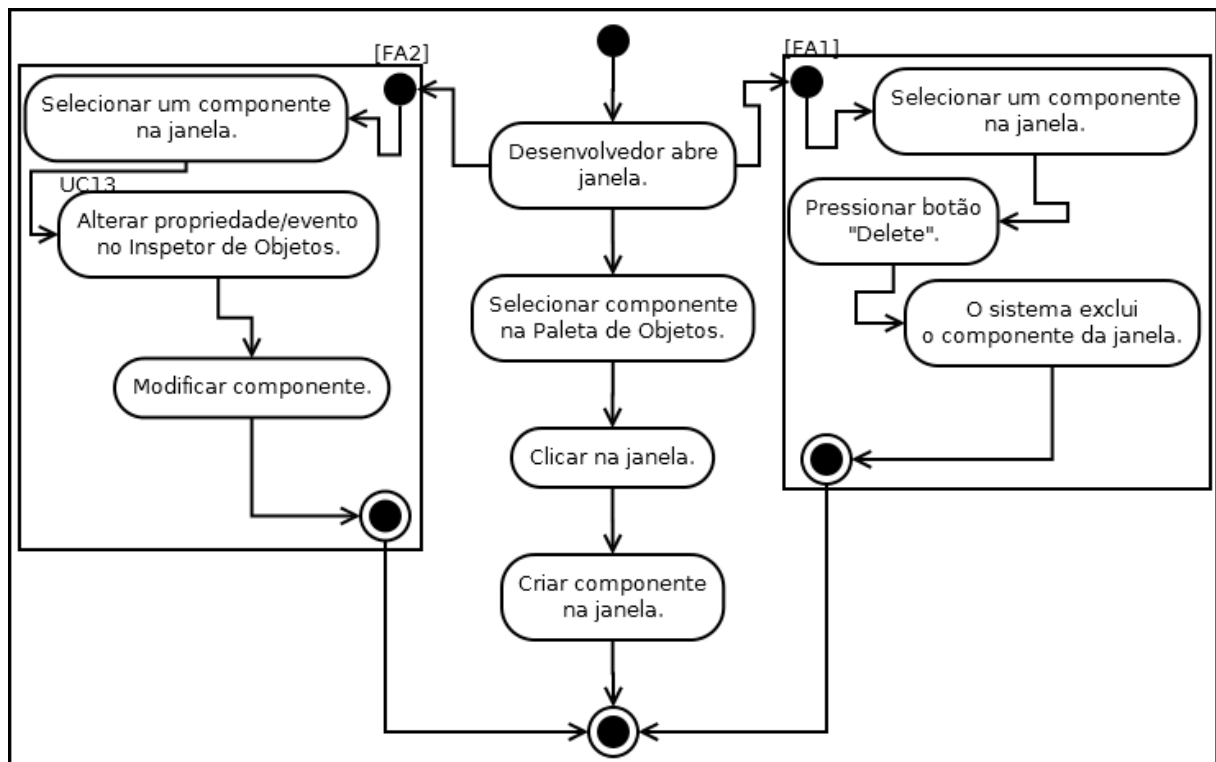 [FA2]
Selecionar um componente
na janela.
UC13
Alterar propriedade/evento
no Inspetor de Objetos.
Modificar componente.
Desenvolvedor abre
janela.
Selecionar componente
na Paleta de Objetos.
Clicar na janela.
Criar componente
na janela.
[FA1]
Selecionar um componente
na janela.
Pressionar botão
"Delete".
O sistema exclui
o componente da janela.